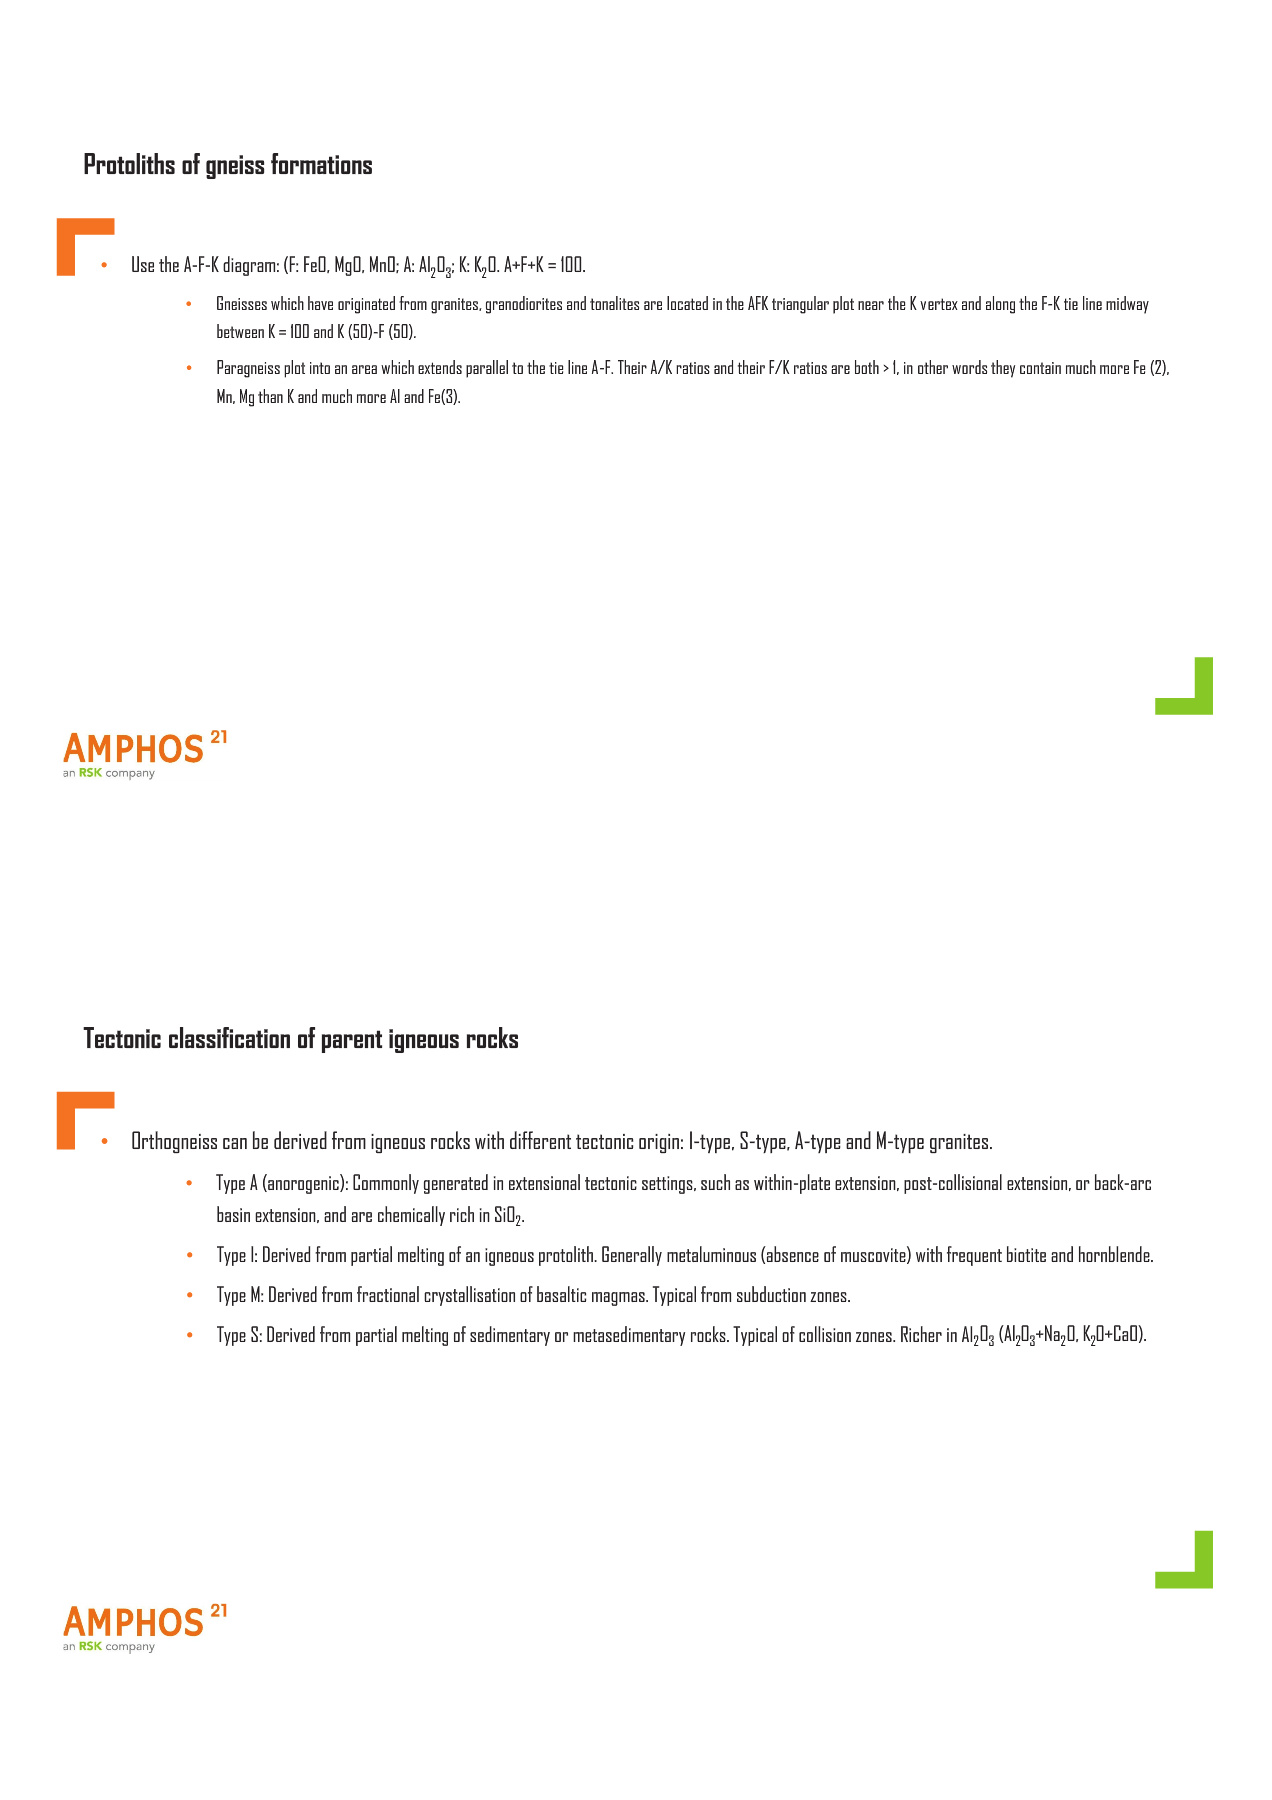 Protoliths of gneiss formations
• Use the A-F-K diagram: (F: FeO, MgO, MnO; A: Al₂O₃; K: K₂O. A+F+K = 100.
• Gneisses which have originated from granites, granodiorites and tonalites are located in the AFK triangular plot near the K vertex and along the F-K tie line midway
between K = 100 and K (50)-F (50).
• Paragneiss plot into an area which extends parallel to the tie line A-F. Their A/K ratios and their F/K ratios are both > 1, in other words they contain much more Fe (2),
Mn, Mg than K and much more Al and Fe(3).
AMPHOS 21
an RSK company
Tectonic classification of parent igneous rocks
• Orthogneiss can be derived from igneous rocks with different tectonic origin: I-type, S-type, A-type and M-type granites.
• Type A (anorogenic): Commonly generated in extensional tectonic settings, such as within-plate extension, post-collisional extension, or back-arc
basin extension, and are chemically rich in SiO₂.
• Type I: Derived from partial melting of an igneous protolith. Generally metaluminous (absence of muscovite) with frequent biotite and hornblende.
• Type M: Derived from fractional crystallisation of basaltic magmas. Typical from subduction zones.
• Type S: Derived from partial melting of sedimentary or metasedimentary rocks. Typical of collision zones. Richer in Al₂O₃ (Al₂O₃+Na₂O, K₂O+CaO).
AMPHOS 21
an RSK company